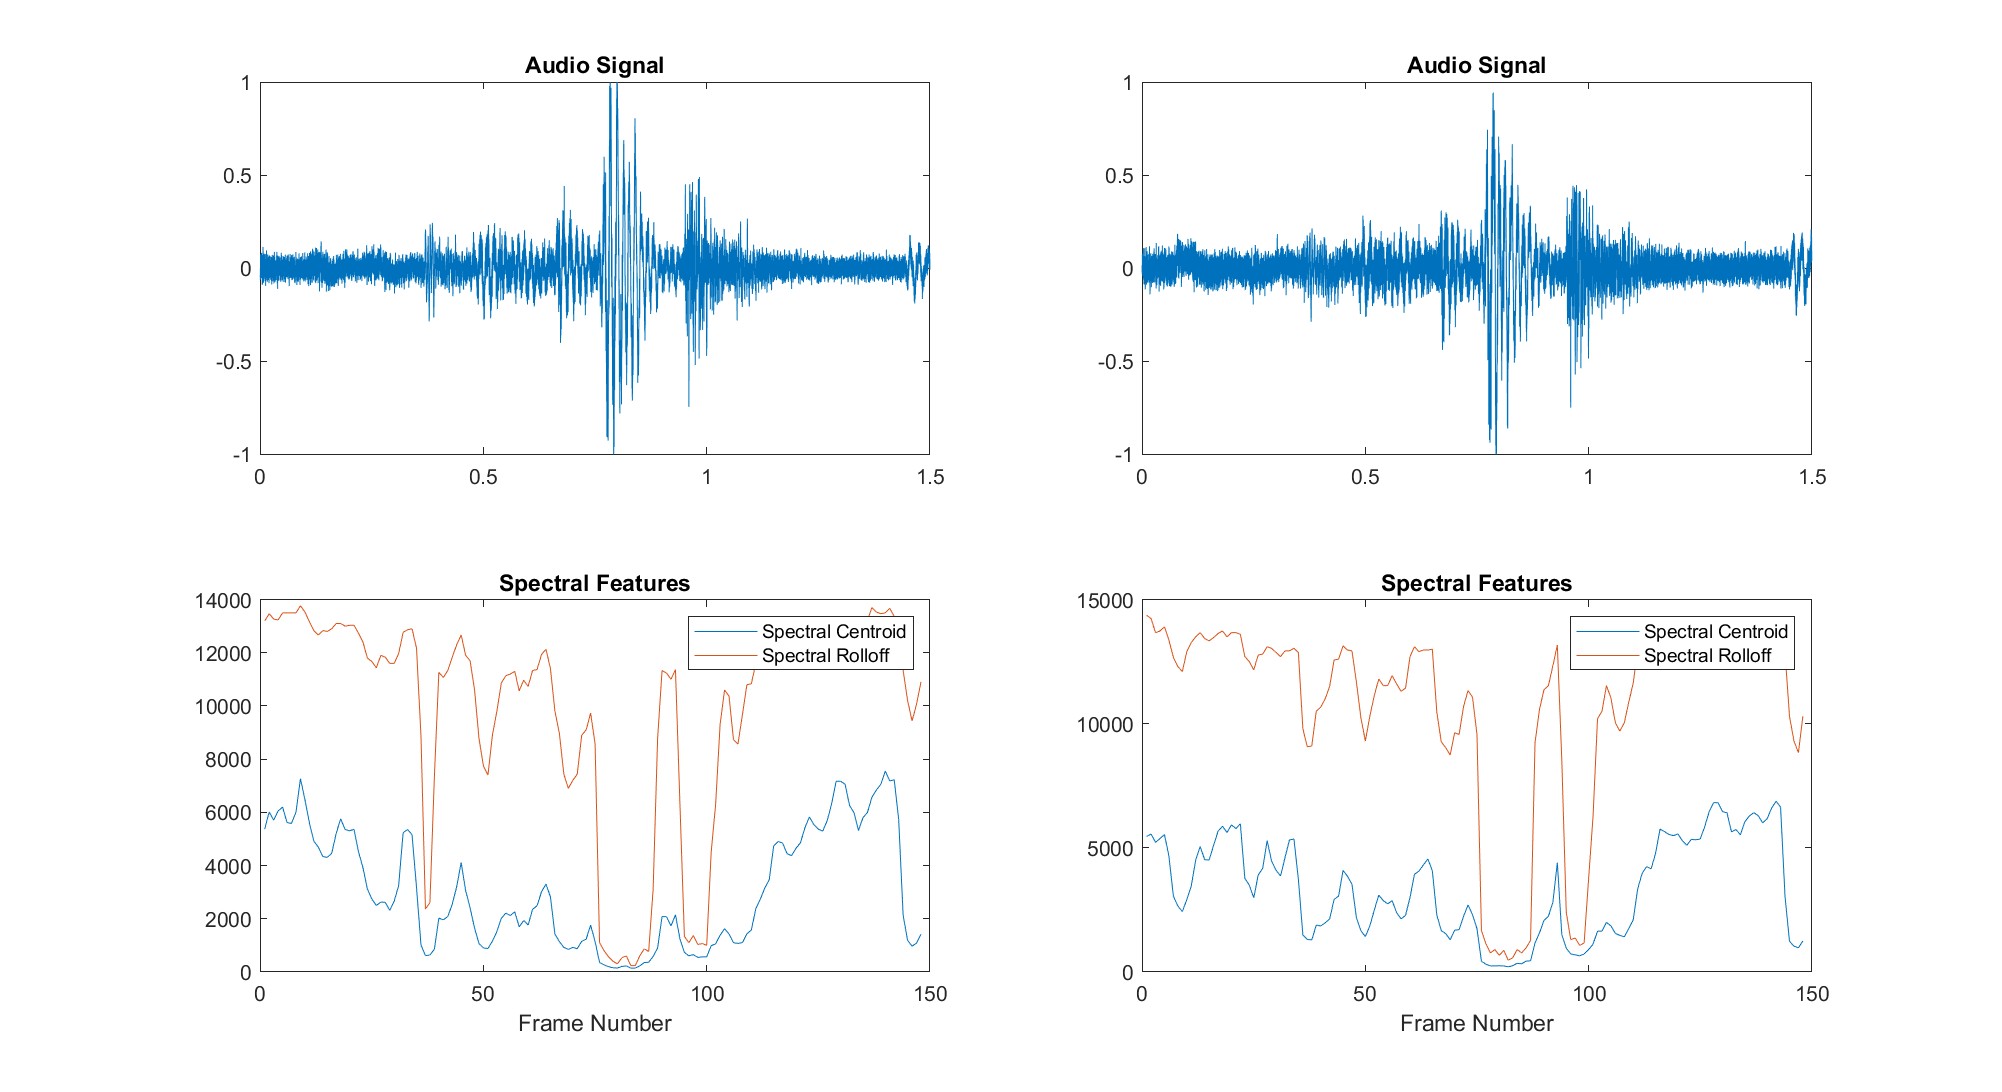 Audio Signal
1
0.5
0
-0.5
-1
0 0.5 1 1.5
Audio Signal
1
0.5
0
-0.5
-1
0 0.5 1 1.5
Spectral Features
14000
12000
10000
8000
6000
4000
2000
0
Spectral Centroid
Spectral Rolloff
0 50 100 150
Frame Number
Spectral Features
15000
10000
5000
0
Spectral Centroid
Spectral Rolloff
0 50 100 150
Frame Number